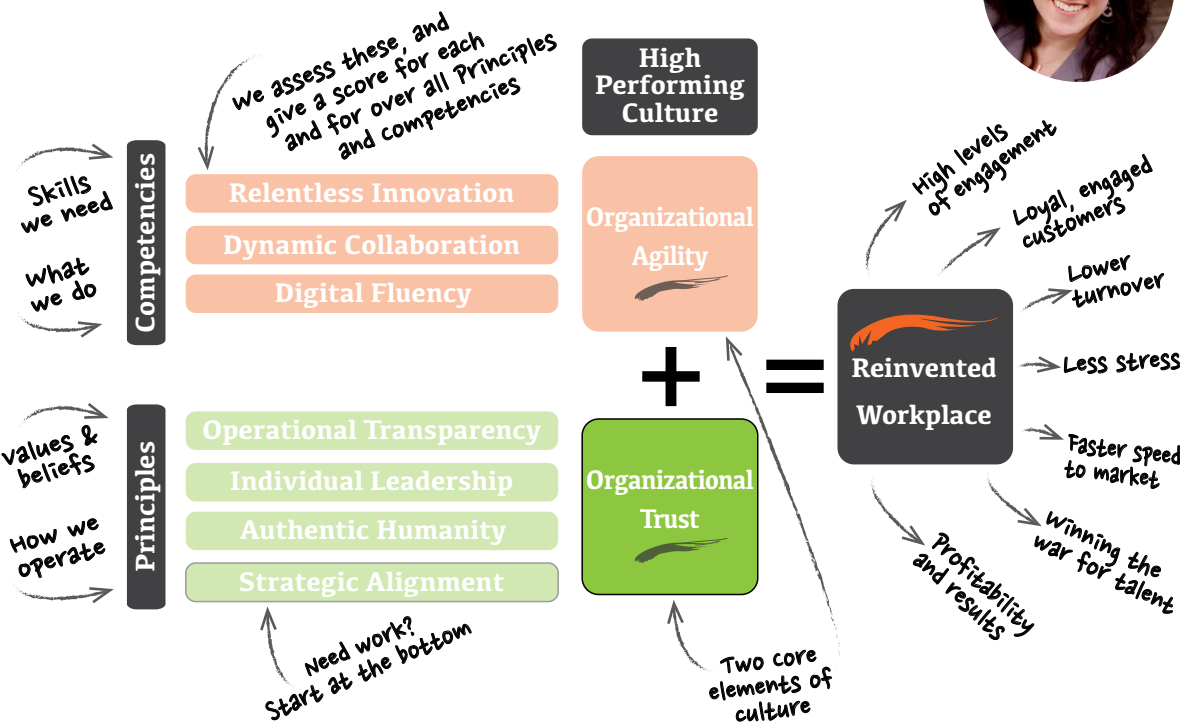 we assess these, and
give a score for each
and for over all Principles
and competencies
High
Performing
Culture
Skills
we need
What
we do
Competencies
Relentless Innovation
Dynamic Collaboration
Digital Fluency
Organizational
Agility
+
=
Reinvented
Workplace
High levels
of engagement
Loyal, engaged
customers
Lower
turnover
Less stress
Faster speed
to market
Winning the
war for talent
Profitability
and results
values &
beliefs
How we
operate
Principles
Operational Transparency
Individual Leadership
Authentic Humanity
Strategic Alignment
Organizational
Trust
Need work?
Start at the bottom
Two core
elements of
culture